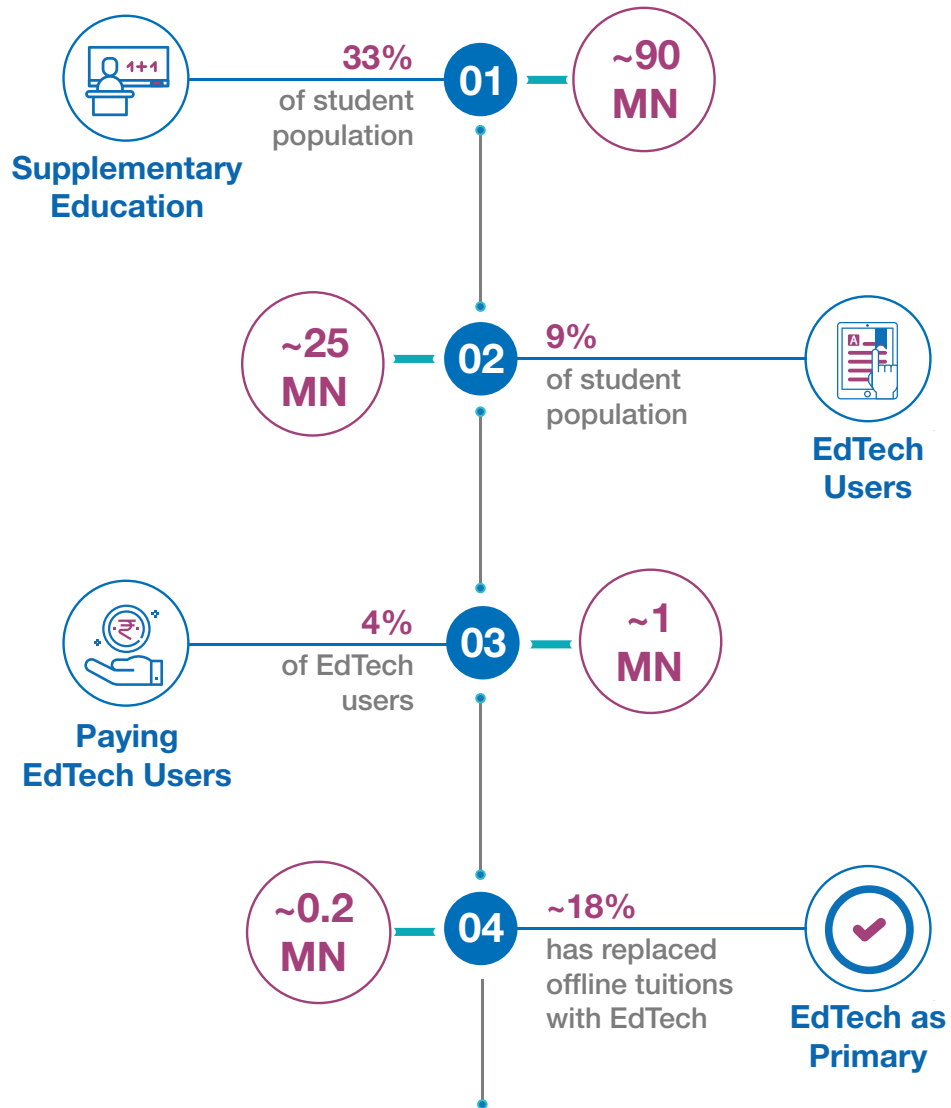 1+1
Supplementary
Education
33%
of student
population
01
~90
MN
~25
MN
02
9%
of student
population
A
EdTech
Users
₹
Paying
EdTech Users
4%
of EdTech
users
03
~1
MN
~0.2
MN
04
~18%
has replaced
offline tuitions
with EdTech
EdTech as
Primary